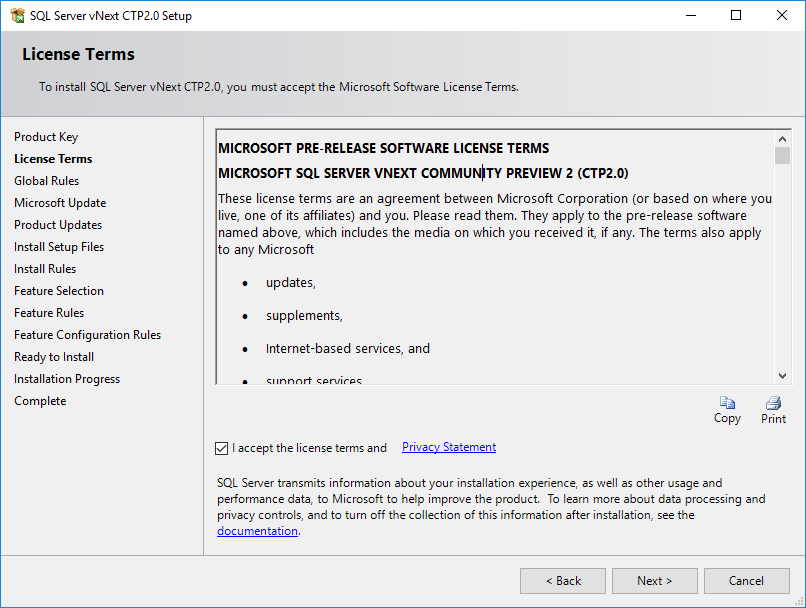 SQL Server vNext CTP2.0 Setup
License Terms
To install SQL Server vNext CTP2.0, you must accept the Microsoft Software License Terms.
Product Key
License Terms
Global Rules
Microsoft Update
Product Updates
Install Setup Files
Install Rules
Feature Selection
Feature Rules
Feature Configuration Rules
Ready to Install
Installation Progress
Complete
MICROSOFT PRE-RELEASE SOFTWARE LICENSE TERMS
MICROSOFT SQL SERVER VNEXT COMMUNITY PREVIEW 2 (CTP2.0)
These license terms are an agreement between Microsoft Corporation (or based on where you
live, one of its affiliates) and you. Please read them. They apply to the pre-release software
named above, which includes the media on which you received it, if any. The terms also apply
to any Microsoft
• updates,
• supplements,
• Internet-based services, and
• support services
Copy
Print
I accept the license terms and Privacy Statement
SQL Server transmits information about your installation experience, as well as other usage and
performance data, to Microsoft to help improve the product. To learn more about data processing and
privacy controls, and to turn off the collection of this information after installation, see the
documentation.
< Back
Next >
Cancel